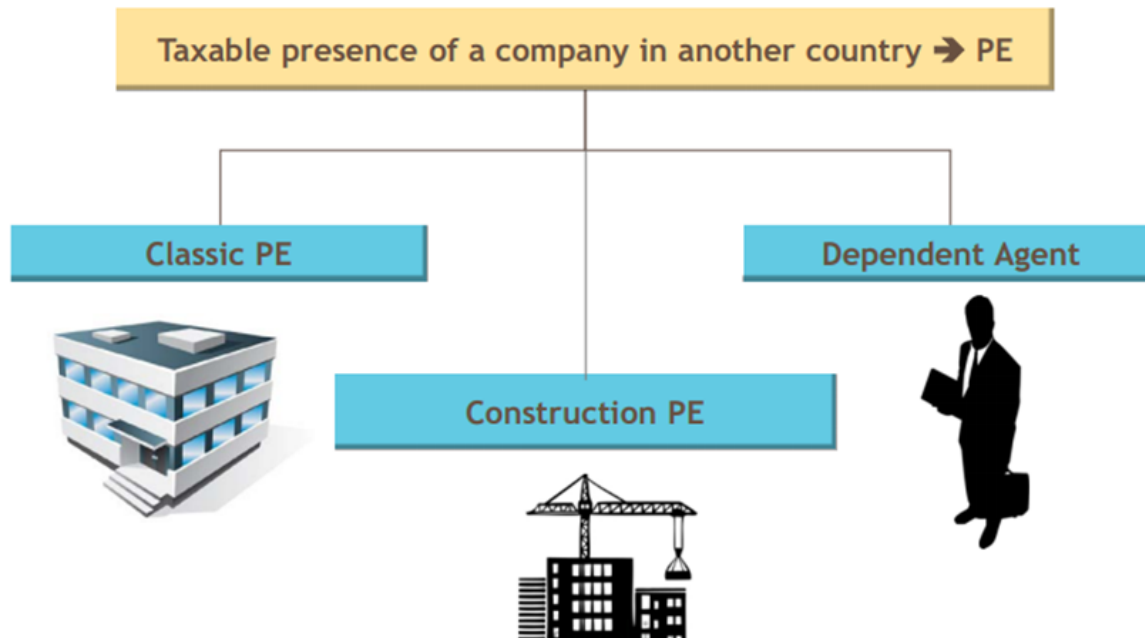 Taxable presence of a company in another country ➔ PE
Classic PE
Dependent Agent
Construction PE